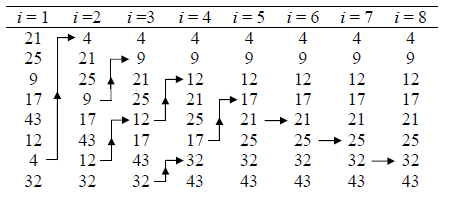 i = 1 i =2 i =3 i = 4 i = 5 i = 6 i = 7 i = 8
21 4 4 4 4 4 4 4
25 21 9 9 9 9 9 9
9 25 21 12 12 12 12 12
17 9 25 21 17 17 17 17
43 17 12 25 21 21 21 21
12 43 17 17 25 25 25 25
4 12 43 32 32 32 32 32
32 32 32 43 43 43 43 43